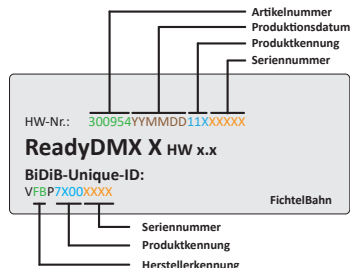 Artikelnummer
Produktionsdatum
Produktkennung
Seriennummer
HW-Nr.: 300954YYMMDD11XXXXXX
ReadyDMX X HW x.x
BiDiB-Unique-ID:
VFBP7X00XXXX
FichtelBahn
Seriennummer
Produktkennung
Herstellerkennung